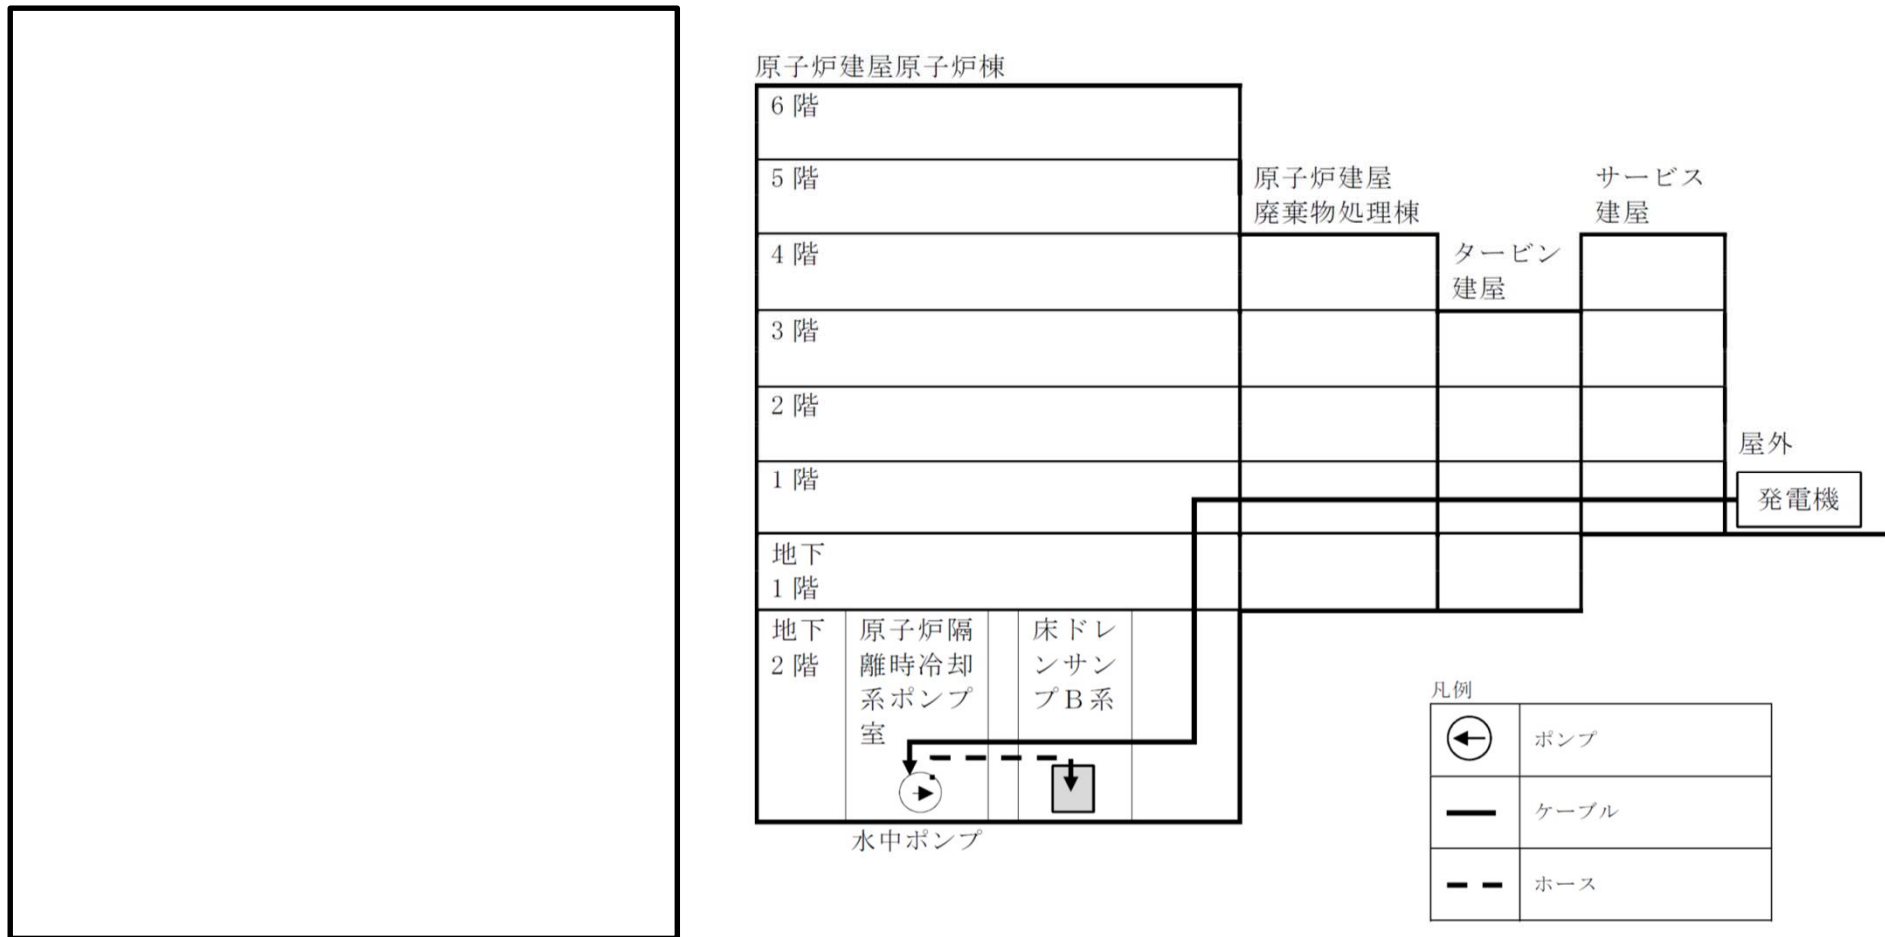 原子炉建屋原子炉棟
6階
5階
原子炉建屋
廃棄物処理棟
サービス
建屋
4階
タービン
建屋
3階
2階
屋外
1階
発電機
地下
1階
地下
2階
原子炉隔
離時冷却
系ポンプ
室
床ドレ
ンサン
プB系
水中ポンプ
凡例
ポンプ
ケーブル
ホース